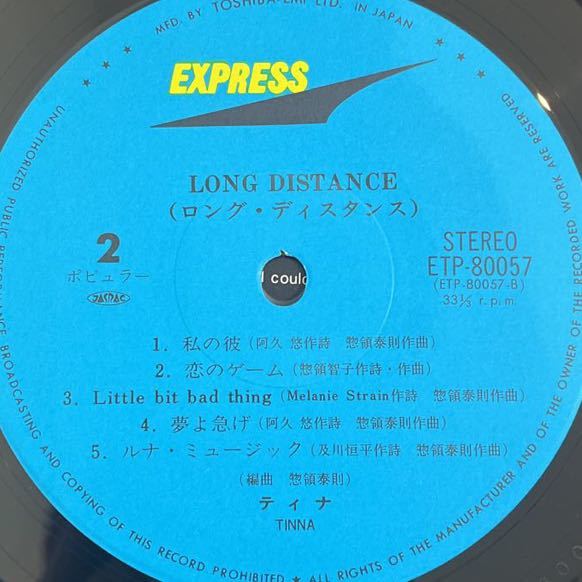 MFD. BY TOSHIBA-EMI LTD. IN JAPAN
EXPRESS
LONG DISTANCE
(ロング・ディスタンス)
2
ポピュラー
JASRAC
STEREO
ETP-80057
(ETP-80057-B)
33⅓ r.p.m.
I could
1. 私の彼 (阿久 悠作詩 惣領泰則作曲)
2. 恋のゲーム (惣領智子作詩・作曲)
3. Little bit bad thing (Melanie Strain作詩 惣領泰則作曲)
4. 夢よ急げ (阿久 悠作詩 惣領泰則作曲)
5. ルナ・ミュージック (及川恒平作詩 惣領泰則作曲)
(編曲 惣領泰則)
ティナ
TINNA
UNAUTHORIZED PUBLIC PERFORMANCE BROADCASTING AND COPYING OF THIS RECORD PROHIBITED ★ ALL RIGHTS OF THE MANUFACTURER AND OF THE OWNER OF THE RECORDED WORK ARE RESERVED